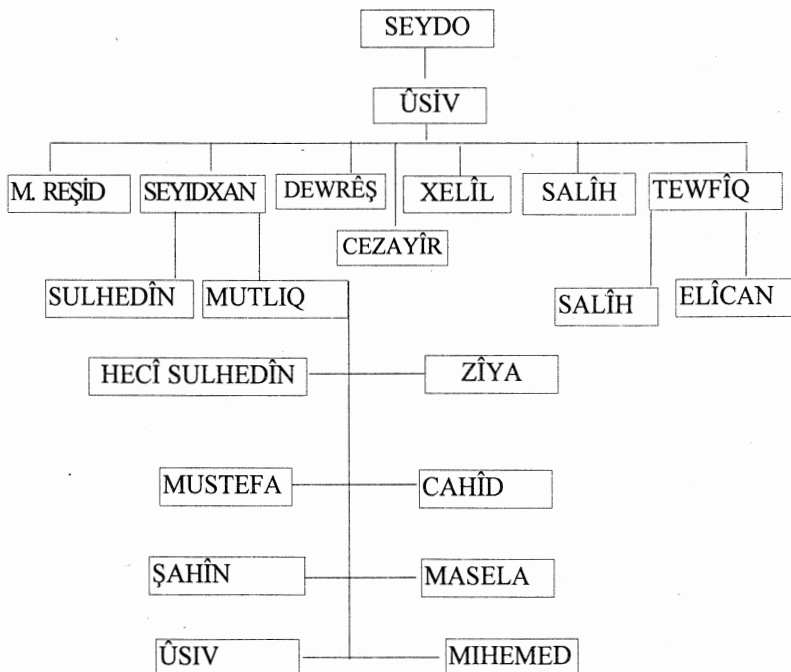 SEYDO
ÛSİV
M. REŞİD
SEYIDXAN
DEWRÊŞ
XELÎL
SALÎH
TEWFÎQ
CEZAYÎR
SULHEDÎN
MUTLIQ
SALÎH
ELÎCAN
HECÎ SULHEDÎN
ZÎYA
MUSTEFA
CAHÎD
ŞAHÎN
MASELA
ÛSIV
MIHEMED